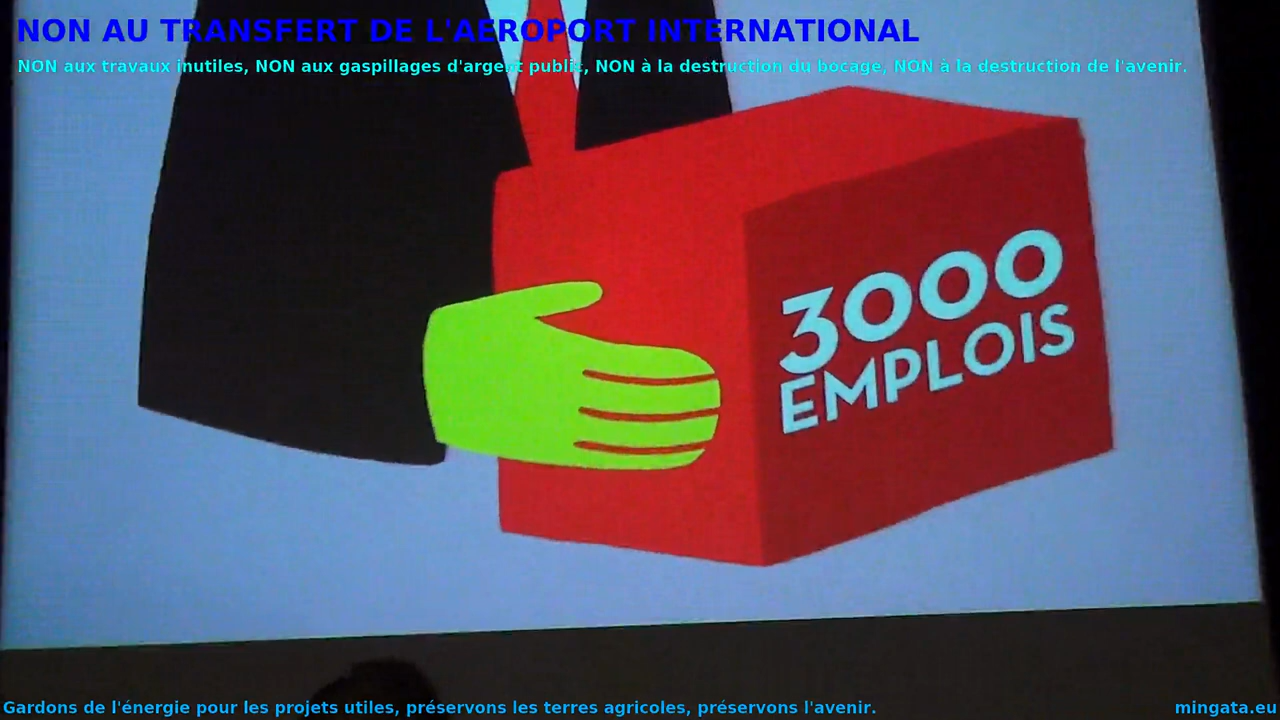 NON AU TRANSFERT DE L'AEROPORT INTERNATIONAL
NON aux travaux inutiles, NON aux gaspillages d'argent public, NON à la destruction du bocage, NON à la destruction de l'avenir.
3000
EMPLOIS
Gardons de l'énergie pour les projets utiles, préservons les terres agricoles, préservons l'avenir.
mingata.eu